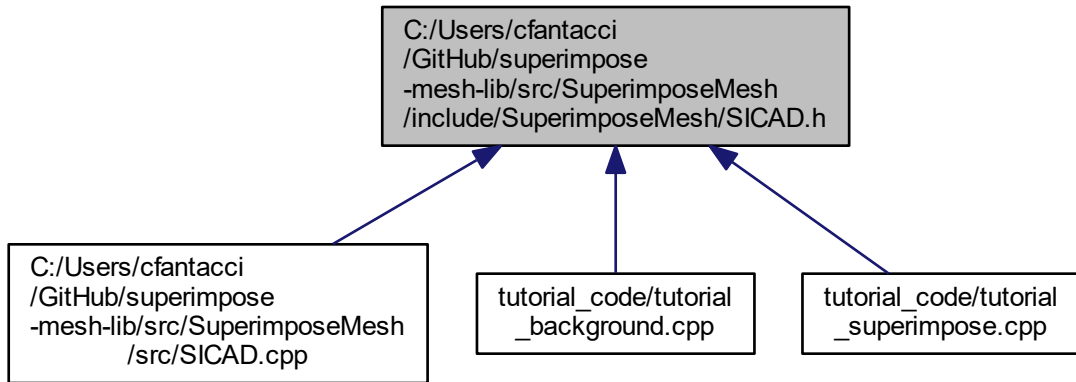 C:/Users/cfantacci
/GitHub/superimpose
-mesh-lib/src/SuperimposeMesh
/include/SuperimposeMesh/SICAD.h
C:/Users/cfantacci
/GitHub/superimpose
-mesh-lib/src/SuperimposeMesh
/src/SICAD.cpp
tutorial_code/tutorial
_background.cpp
tutorial_code/tutorial
_superimpose.cpp